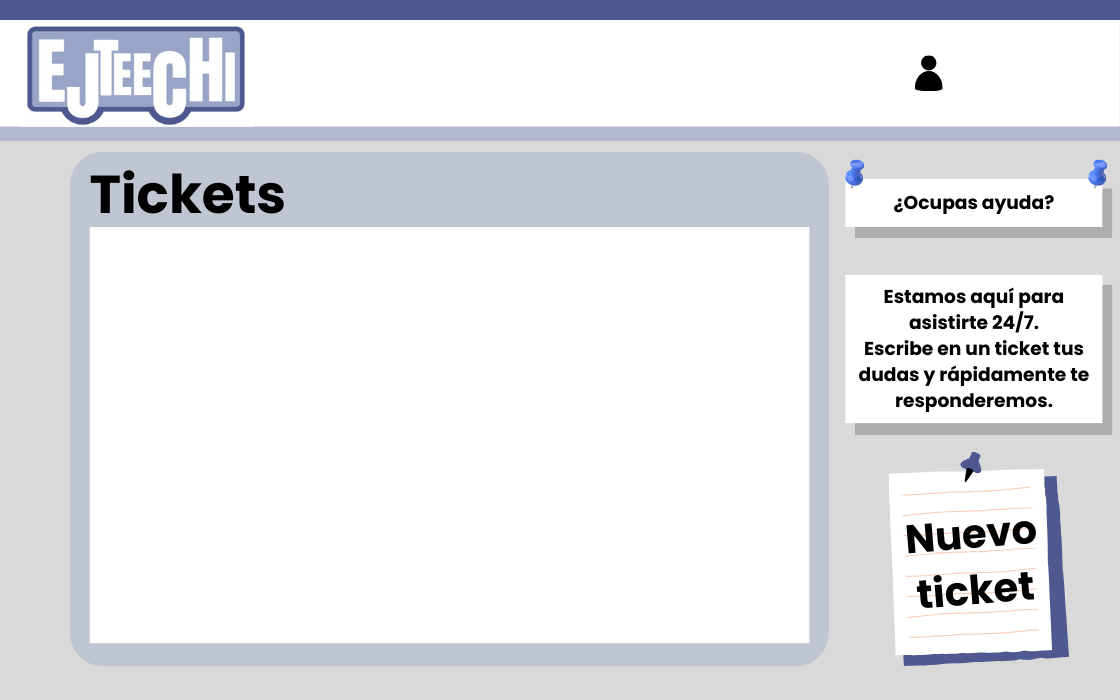 EJTEECHI
Tickets
¿Ocupas ayuda?
Estamos aquí para
asistirte 24/7.
Escribe en un ticket tus
dudas y rápidamente te
responderemos.
Nuevo
ticket